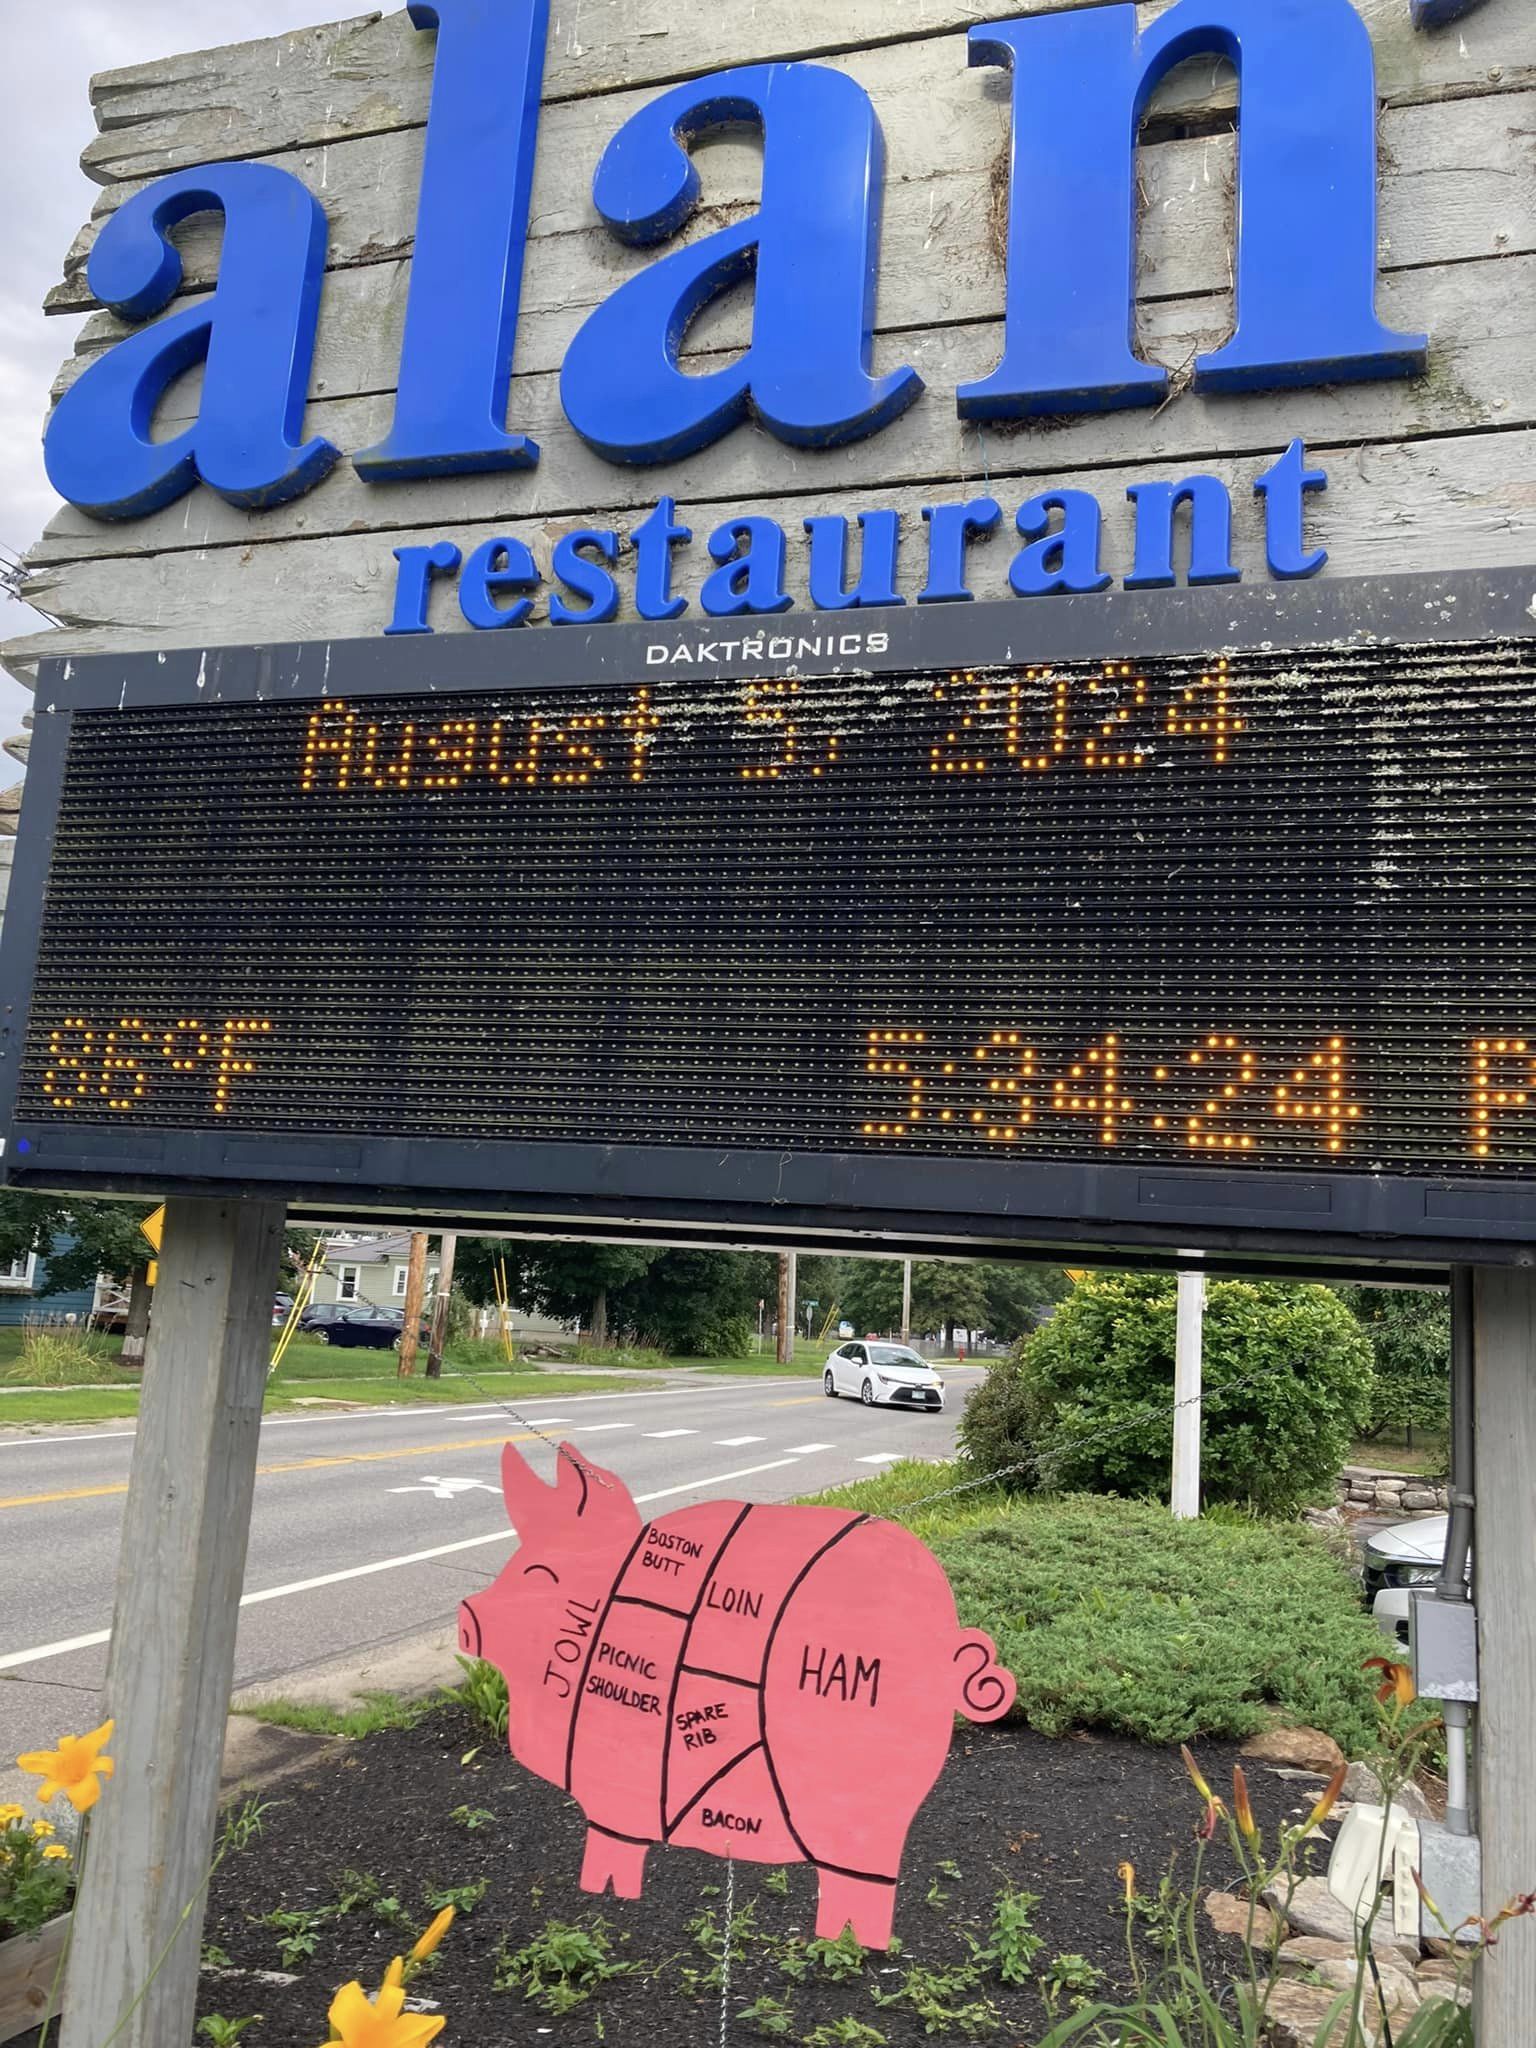 alan'
restaurant
DAKTRONICS
August 5, 2024
86°F
5:34:24 P
BOSTON
BUTT
LOIN
JOWL
PICNIC
SHOULDER
HAM
SPARE
RIB
BACON